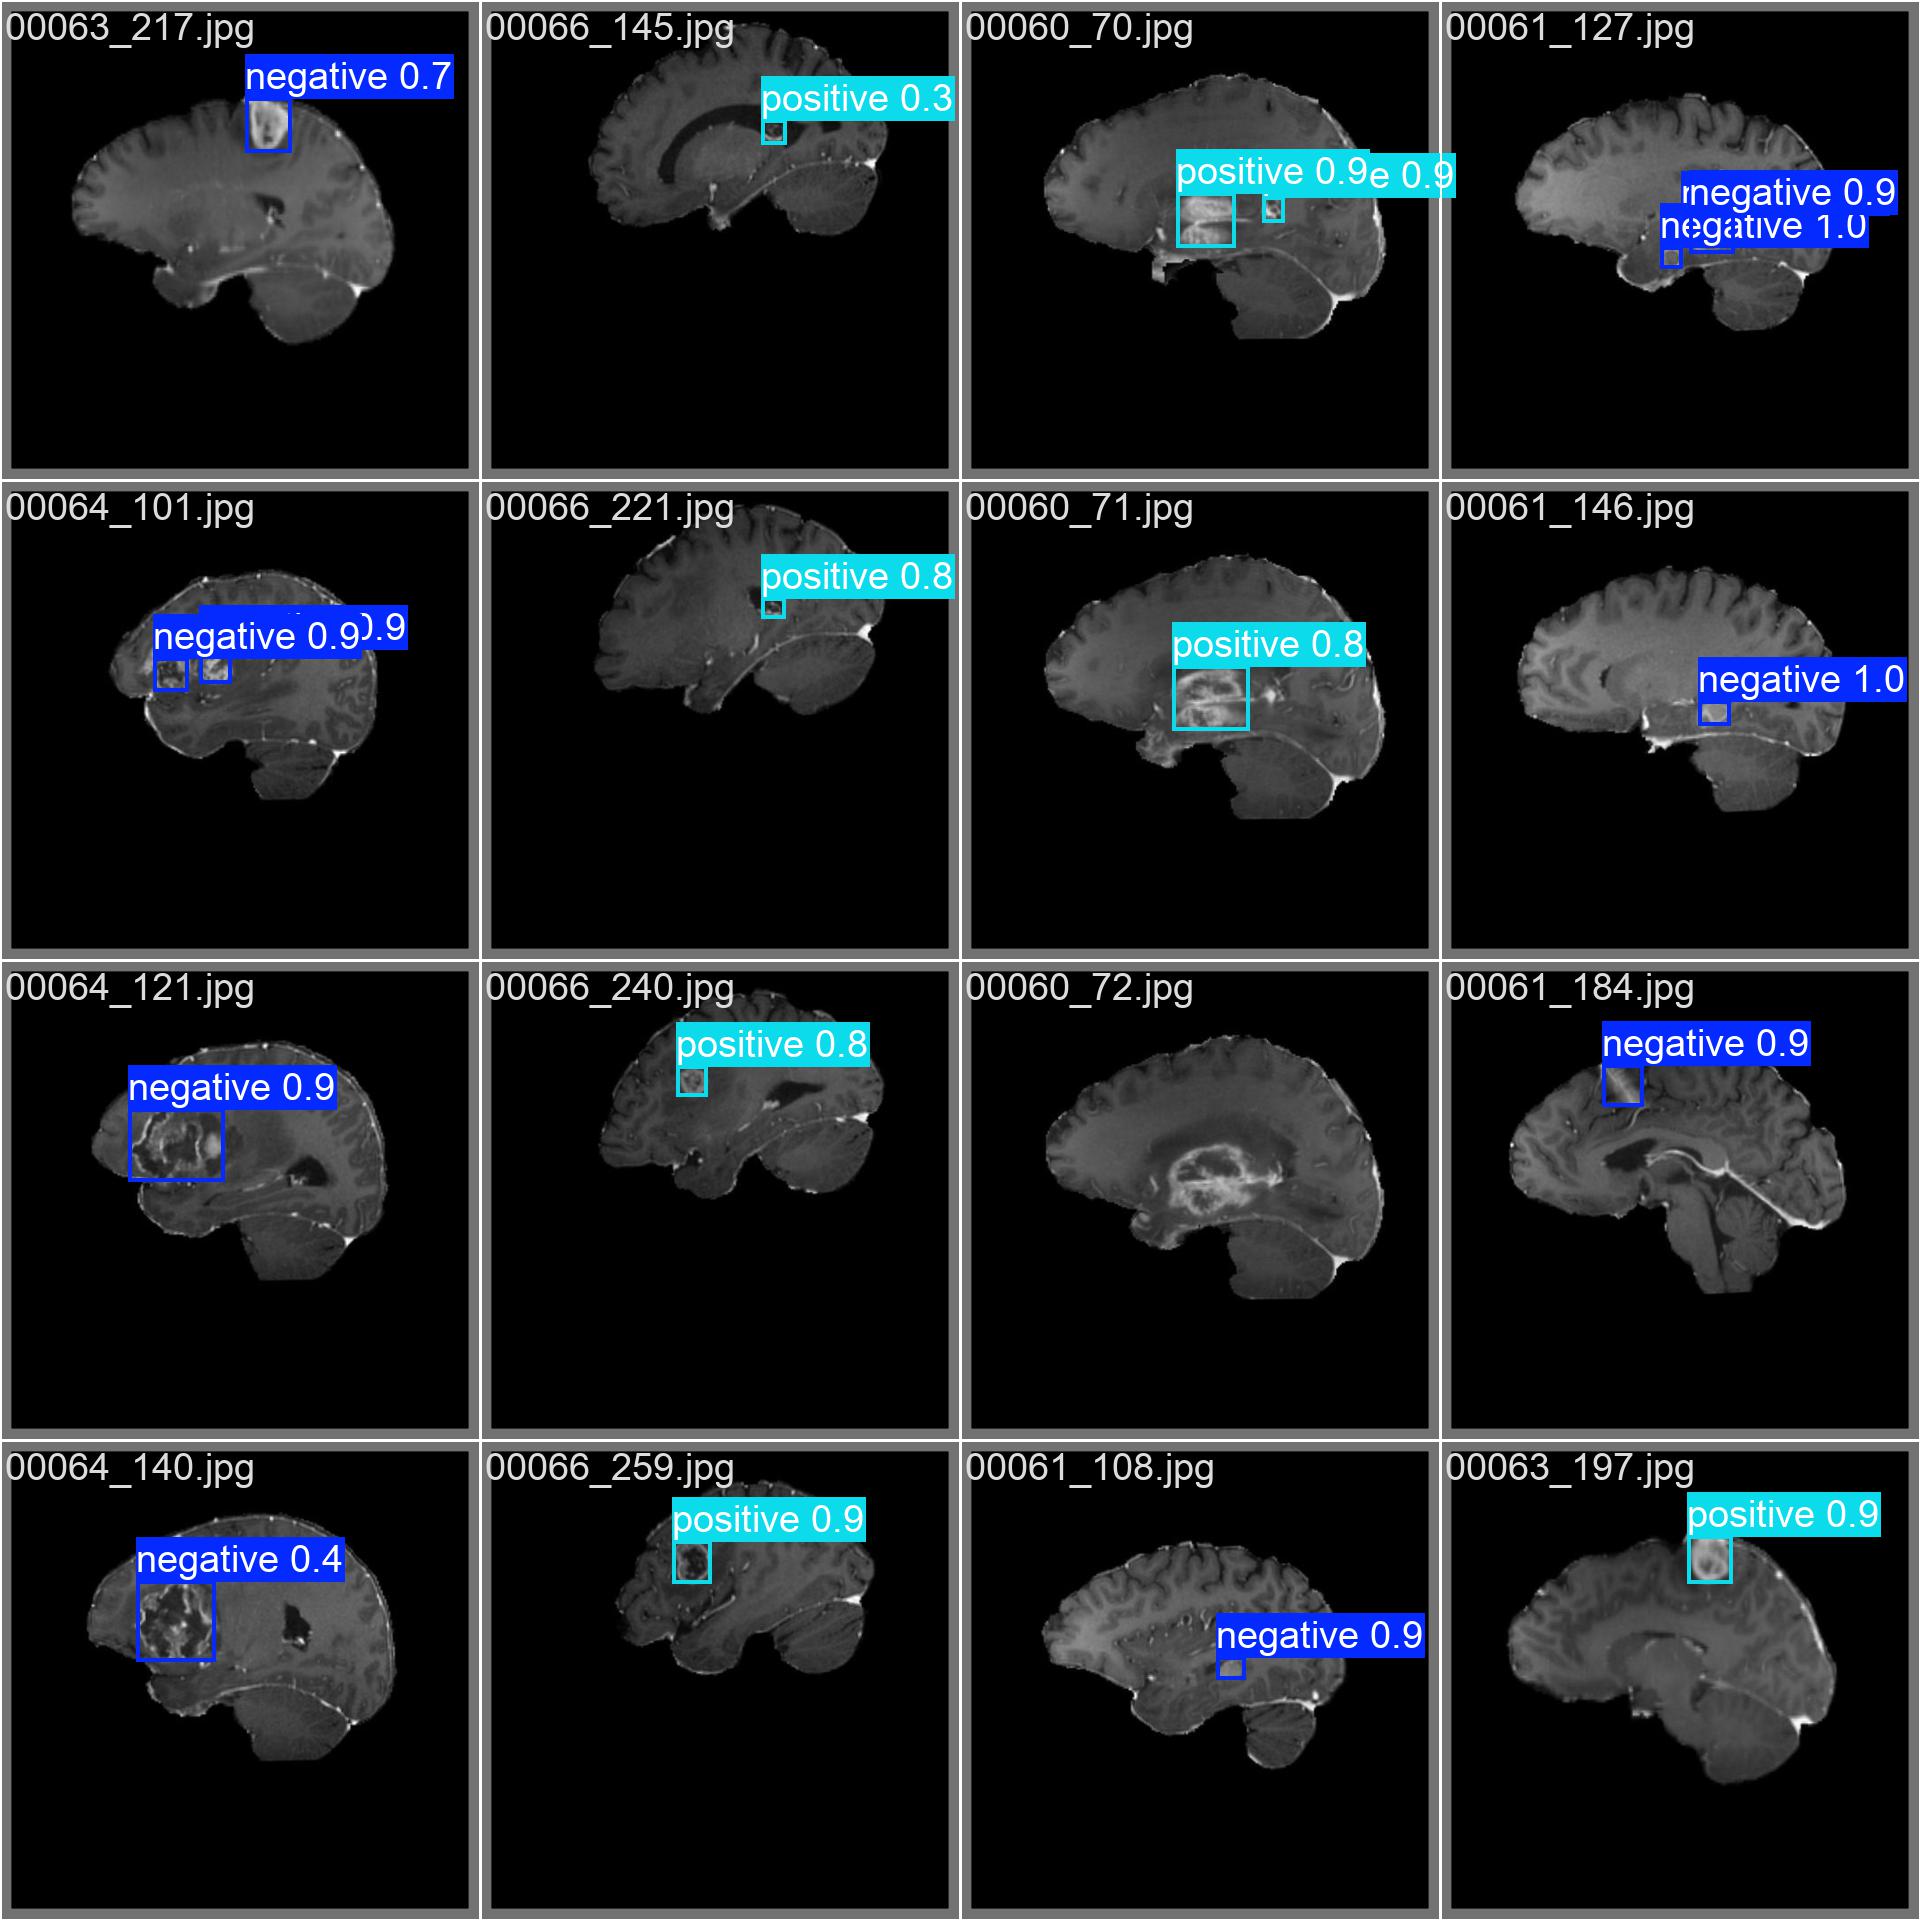 00063_217.jpg
negative 0.7
00066_145.jpg
positive 0.3
00060_70.jpg
positive 0.9
e 0.9
00061_127.jpg
negative 0.9
negative 1.0
00064_101.jpg
0.9
negative 0.9
00066_221.jpg
positive 0.8
00060_71.jpg
positive 0.8
00061_146.jpg
negative 1.0
00064_121.jpg
negative 0.9
00066_240.jpg
positive 0.8
00060_72.jpg
00061_184.jpg
negative 0.9
00064_140.jpg
negative 0.4
00066_259.jpg
positive 0.9
00061_108.jpg
negative 0.9
00063_197.jpg
positive 0.9